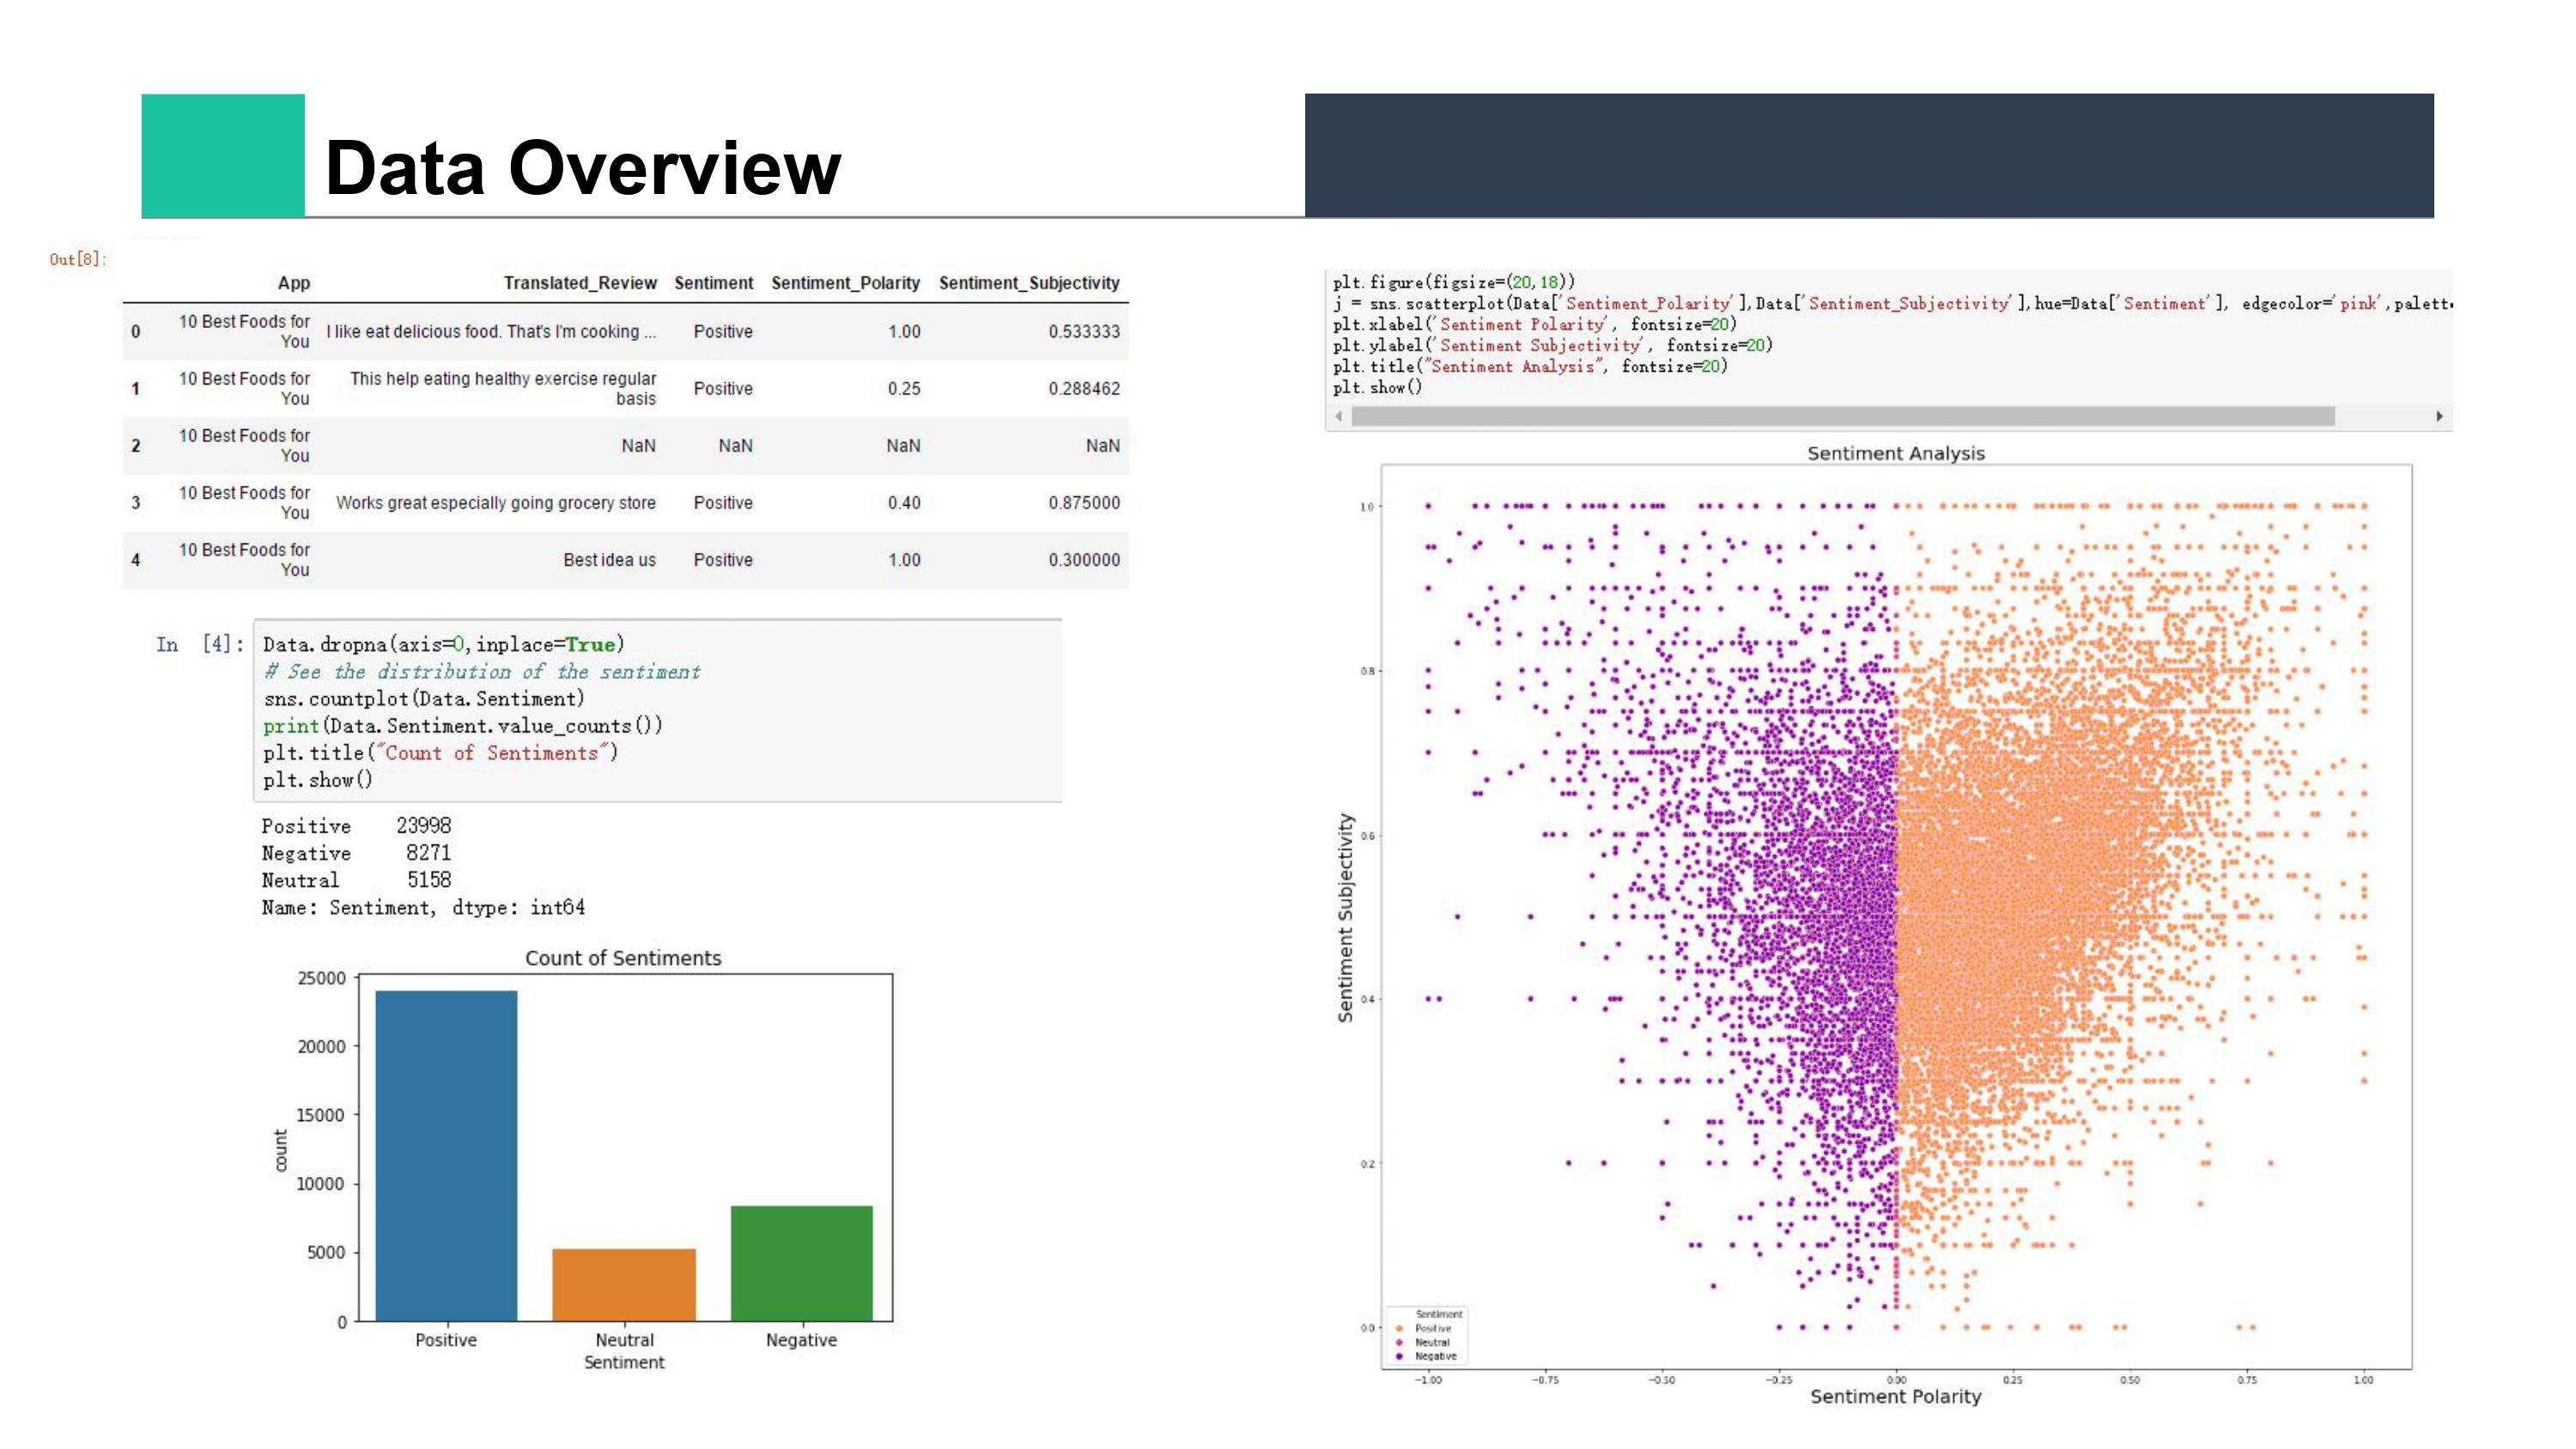 Data Overview
Out[8]:
App Translated_Review Sentiment Sentiment_Polarity Sentiment_Subjectivity
0 10 Best Foods for You I like eat delicious food. That's I'm cooking ... Positive 1.00 0.533333
1 10 Best Foods for You This help eating healthy exercise regular basis Positive 0.25 0.288462
2 10 Best Foods for You NaN NaN NaN NaN
3 10 Best Foods for You Works great especially going grocery store Positive 0.40 0.875000
4 10 Best Foods for You Best idea us Positive 1.00 0.300000
In [4]:
Data.dropna(axis=0,inplace=True)
# See the distribution of the sentiment
sns.countplot(Data.Sentiment)
print(Data.Sentiment.value_counts())
plt.title("Count of Sentiments")
plt.show()
Positive 23998
Negative 8271
Neutral 5158
Name: Sentiment, dtype: int64
Count of Sentiments
25000
20000
15000
10000
5000
0
count
Positive Neutral Negative
Sentiment
plt.figure(figsize=(20,18))
j = sns.scatterplot(Data['Sentiment_Polarity'],Data['Sentiment_Subjectivity'],hue=Data['Sentiment'], edgecolor='pink',palett
plt.xlabel('Sentiment Polarity', fontsize=20)
plt.ylabel('Sentiment Subjectivity', fontsize=20)
plt.title("Sentiment Analysis", fontsize=20)
plt.show()
Sentiment Analysis
1.0
0.8
0.6
0.4
0.2
0.0
Sentiment Subjectivity
Sentiment
Positive
Neutral
Negative
−1.00 −0.75 −0.50 −0.25 0.00 0.25 0.50 0.75 1.00
Sentiment Polarity